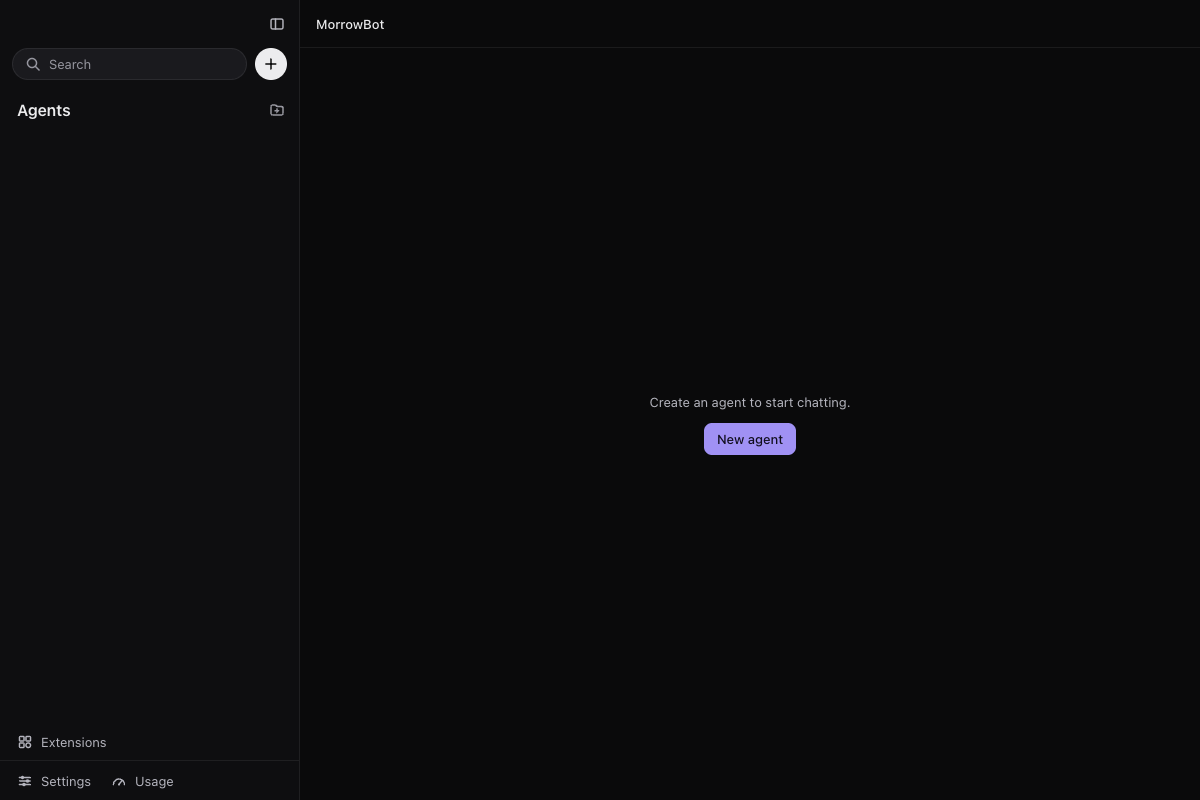 MorrowBot
Search
Agents
Create an agent to start chatting.
New agent
Extensions
Settings
Usage